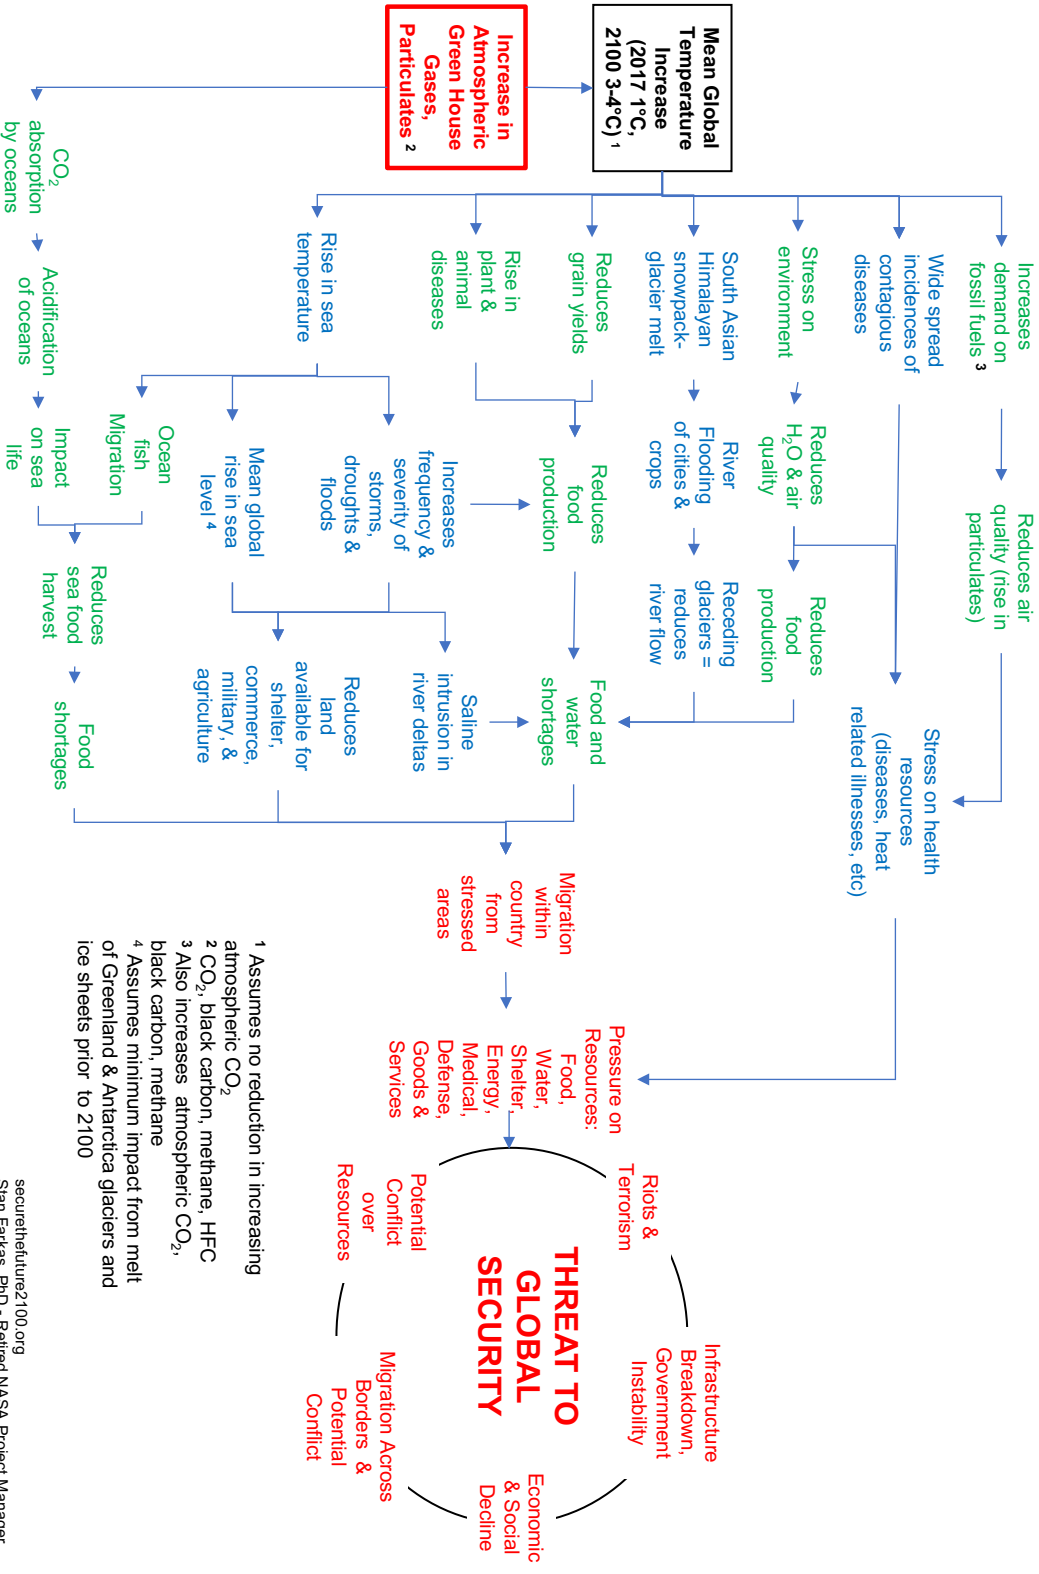 Mean Global
Temperature
Increase
(2017 1°C,
2100 3-4°C) ¹
Increase in
Atmospheric
Green House
Gases,
Particulates ²
Increases
demand on
fossil fuels ³
Reduces air
quality (rise in
particulates)
Wide spread
incidences of
contagious
diseases
Stress on health
resources
(diseases, heat
related illnesses, etc)
Stress on
environment
Reduces
H₂O & air
quality
Reduces
food
production
South Asian
Himalayan
snowpack-
glacier melt
River
Flooding
of cities &
crops
Receding
glaciers =
reduces
river flow
Reduces
grain yields
Rise in
plant &
animal
diseases
Reduces
food
production
Food and
water
shortages
Rise in sea
temperature
Increases
frequency &
severity of
storms,
droughts &
floods
Saline
intrusion in
river deltas
Mean global
rise in sea
level ⁴
Reduces
land
available for
shelter,
commerce,
military, &
agriculture
Ocean
fish
Migration
CO₂
absorption
by oceans
Acidification
of oceans
Impact
on sea
life
Reduces
sea food
harvest
Food
shortages
Migration
within
country
from
stressed
areas
Pressure on
Resources:
Food,
Water,
Shelter,
Energy,
Medical,
Defense,
Goods &
Services
THREAT TO
GLOBAL
SECURITY
Riots &
Terrorism
Infrastructure
Breakdown,
Government
Instability
Economic
& Social
Decline
Migration Across
Borders &
Potential
Conflict
Potential
Conflict
over
Resources
¹ Assumes no reduction in increasing
atmospheric CO₂
² CO₂, black carbon, methane, HFC
³ Also increases atmospheric CO₂,
black carbon, methane
⁴ Assumes minimum impact from melt
of Greenland & Antarctica glaciers and
ice sheets prior to 2100
securethefuture2100.org
Stan Farkas, PhD - Retired NASA Project Manager